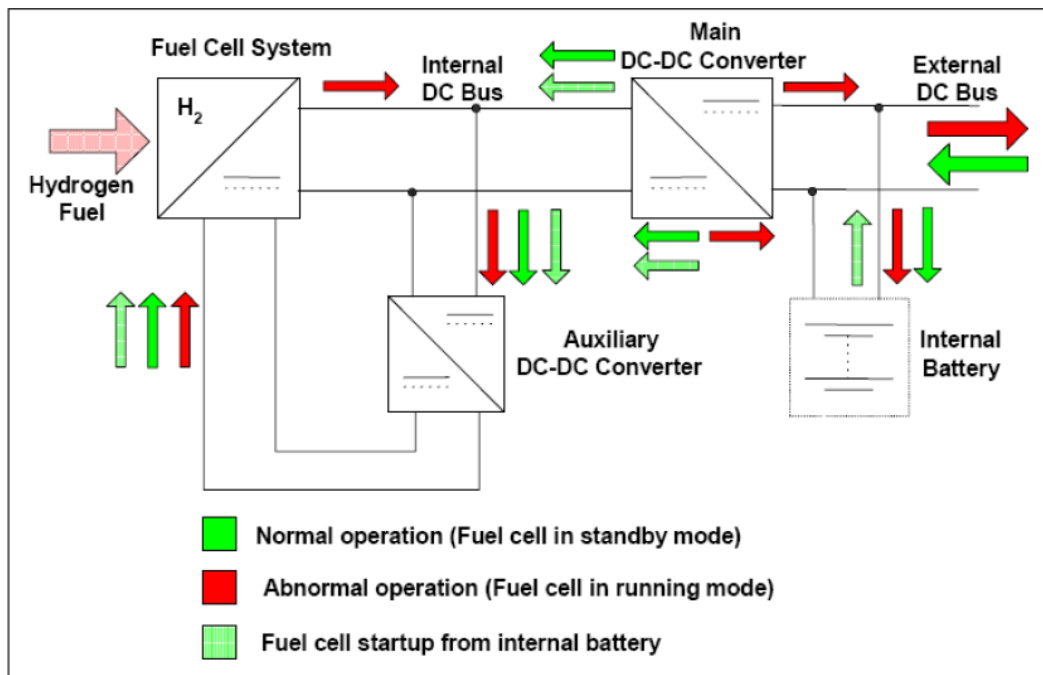 Fuel Cell System
Internal
DC Bus
Main
DC-DC Converter
External
DC Bus
H2
Hydrogen
Fuel
Auxiliary
DC-DC Converter
Internal
Battery
Normal operation (Fuel cell in standby mode)
Abnormal operation (Fuel cell in running mode)
Fuel cell startup from internal battery